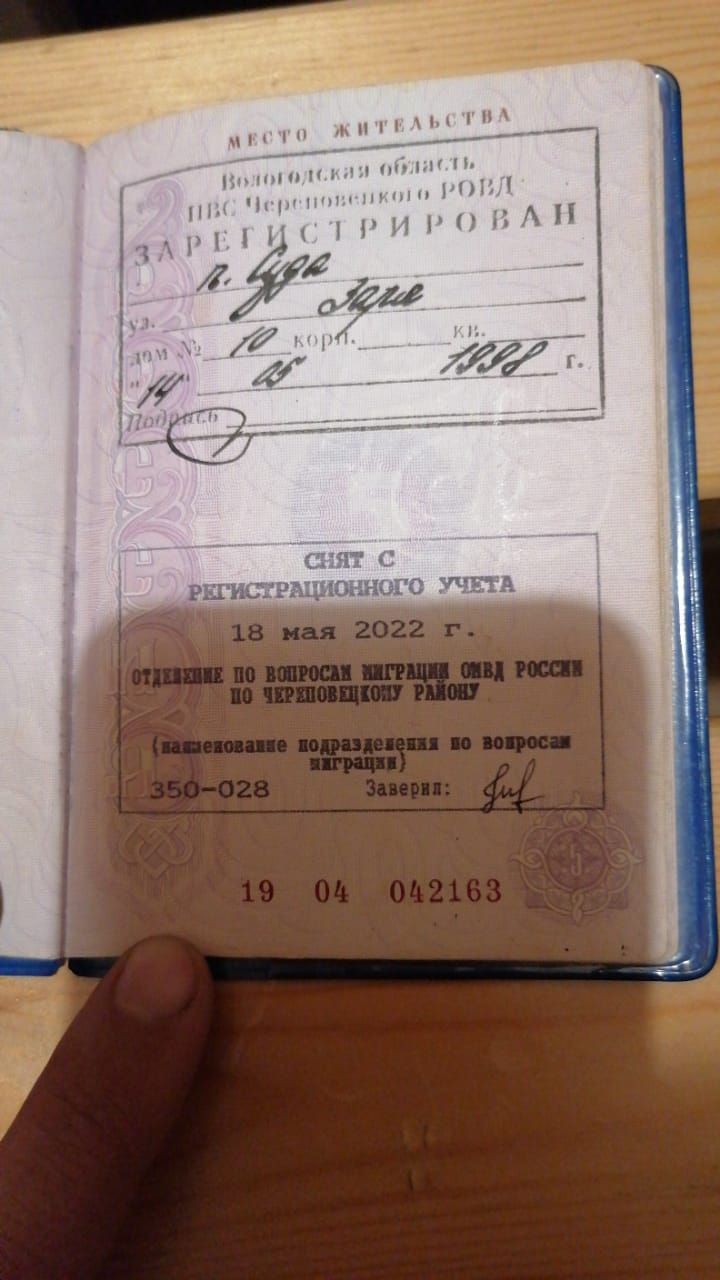 МЕСТО ЖИТЕЛЬСТВА
Вологодская область
ПВС Череповецкого РОВД
ЗАРЕГИСТРИРОВАН
п. Суда
ул. Заря
дом № 10 корп. кв.
"14" 05 1998 г.
Подпись
СНЯТ С
РЕГИСТРАЦИОННОГО УЧЕТА
18 мая 2022 г.
ОТДЕЛЕНИЕ ПО ВОПРОСАМ МИГРАЦИИ ОМВД РОССИИ
ПО ЧЕРЕПОВЕЦКОМУ РАЙОНУ
(наименование подразделения по вопросам
миграции)
350-028 Заверил:
19 04 042163